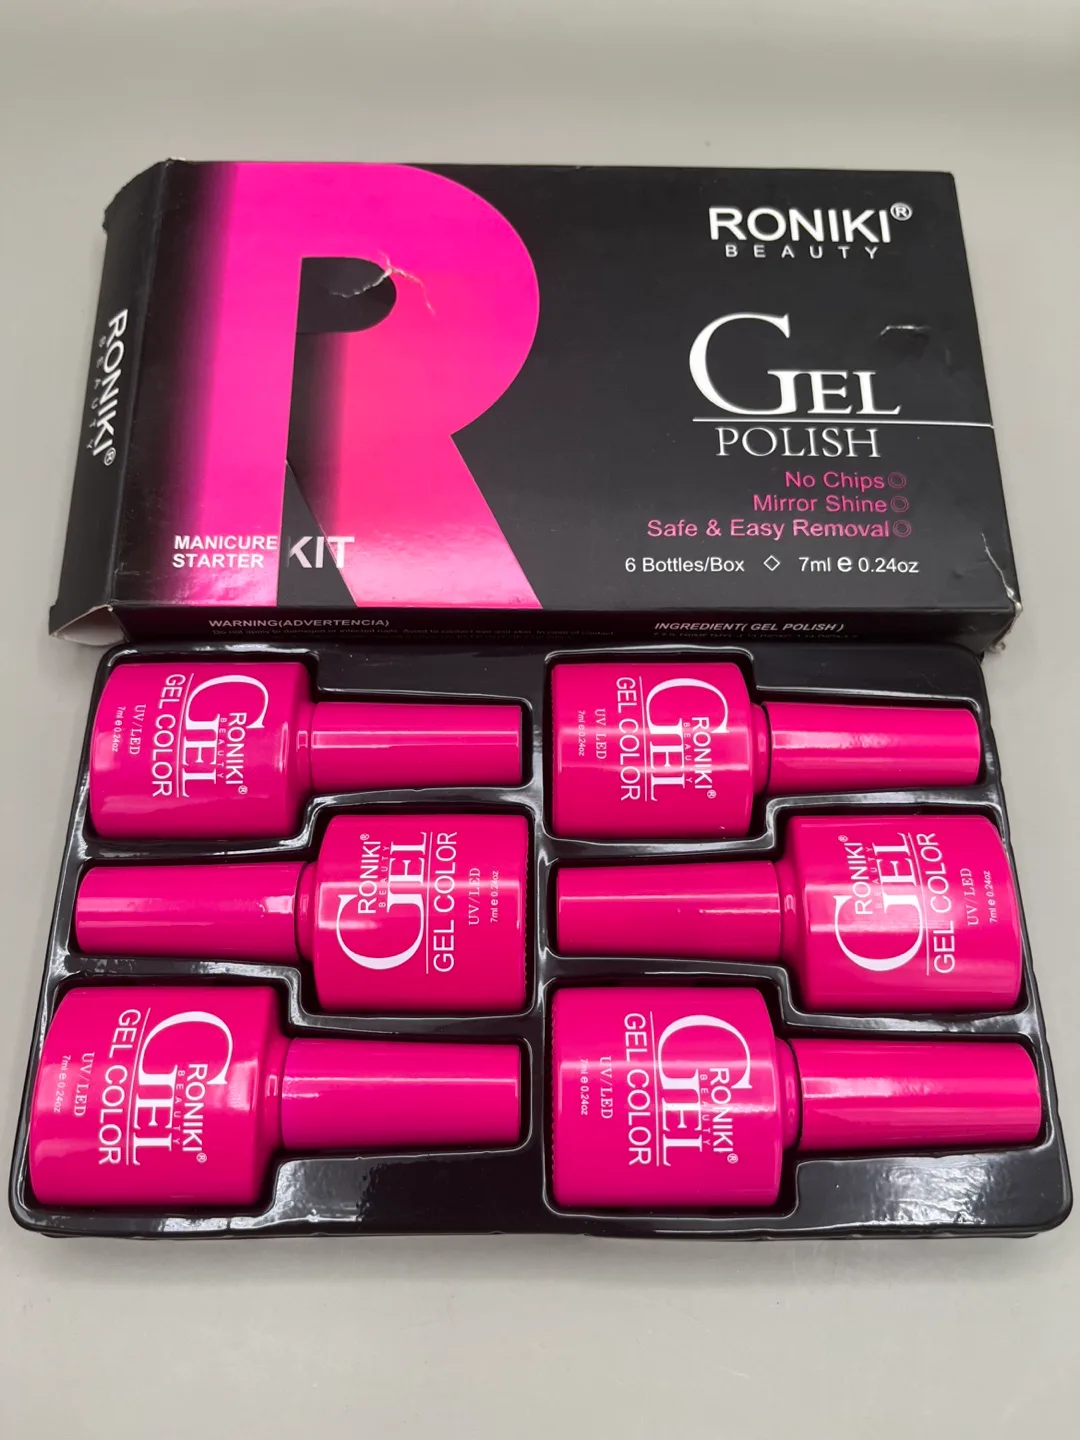 RONIKI®
BEAUTY
GEL
POLISH
No Chips
Mirror Shine
Safe & Easy Removal
6 Bottles/Box ◇ 7ml e 0.24oz
MANICURE
STARTER KIT
RONIKI®
BEAUTY
WARNING(ADVERTENCIA)
INGREDIENT( GEL POLISH )
RONIKI®
BEAUTY
GEL
GEL COLOR
UV/LED
7ml e 0.24oz
RONIKI®
BEAUTY
GEL
GEL COLOR
UV/LED
7ml e 0.24oz
RONIKI®
BEAUTY
GEL
GEL COLOR
UV/LED
7ml e 0.24oz
RONIKI®
BEAUTY
GEL
GEL COLOR
UV/LED
7ml e 0.24oz
RONIKI®
BEAUTY
GEL
GEL COLOR
UV/LED
7ml e 0.24oz
RONIKI®
BEAUTY
GEL
GEL COLOR
UV/LED
7ml e 0.24oz